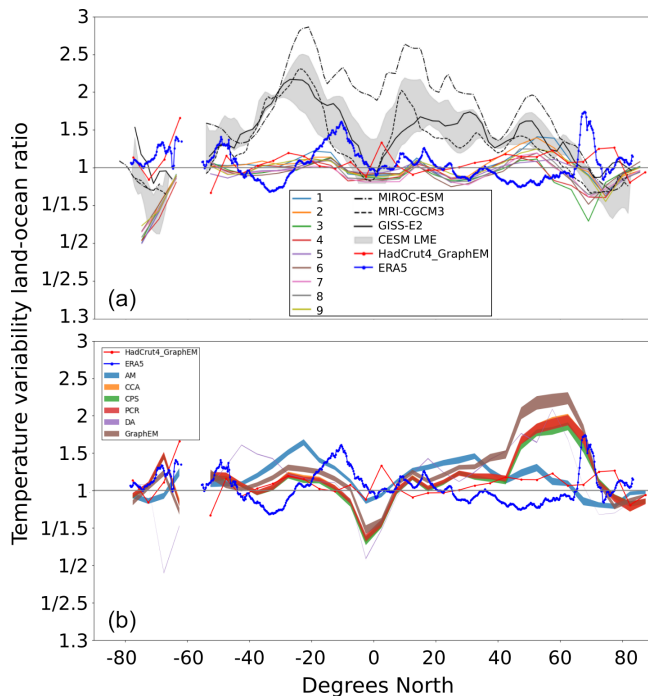 Temperature variability land-ocean ratio
3
2.5
2
1.5
1
1/1.5
1/2
1/2.5
1.3
(a)
1
2
3
4
5
6
7
8
9
MIROC-ESM
MRI-CGCM3
GISS-E2
CESM LME
HadCrut4_GraphEM
ERA5
3
2.5
2
1.5
1
1/1.5
1/2
1/2.5
1.3
(b)
HadCrut4_GraphEM
ERA5
AM
CCA
CPS
PCR
DA
GraphEM
-80 -60 -40 -20 0 20 40 60 80
Degrees North